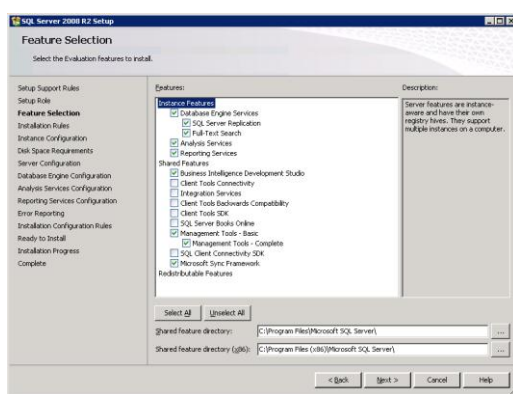 SQL Server 2008 R2 Setup
Feature Selection
Select the Evaluation features to install.
Setup Support Rules
Setup Role
Feature Selection
Installation Rules
Instance Configuration
Disk Space Requirements
Server Configuration
Database Engine Configuration
Analysis Services Configuration
Reporting Services Configuration
Error Reporting
Installation Configuration Rules
Ready to Install
Installation Progress
Complete
Features:
Instance Features
Database Engine Services
SQL Server Replication
Full-Text Search
Analysis Services
Reporting Services
Shared Features
Business Intelligence Development Studio
Client Tools Connectivity
Integration Services
Client Tools Backwards Compatibility
Client Tools SDK
SQL Server Books Online
Management Tools - Basic
Management Tools - Complete
SQL Client Connectivity SDK
Microsoft Sync Framework
Redistributable Features
Description:
Server features are instance-
aware and have their own
registry hives. They support
multiple instances on a computer.
Select All
Unselect All
Shared feature directory:
C:\Program Files\Microsoft SQL Server\
...
Shared feature directory (x86):
C:\Program Files (x86)\Microsoft SQL Server\
...
< Back
Next >
Cancel
Help